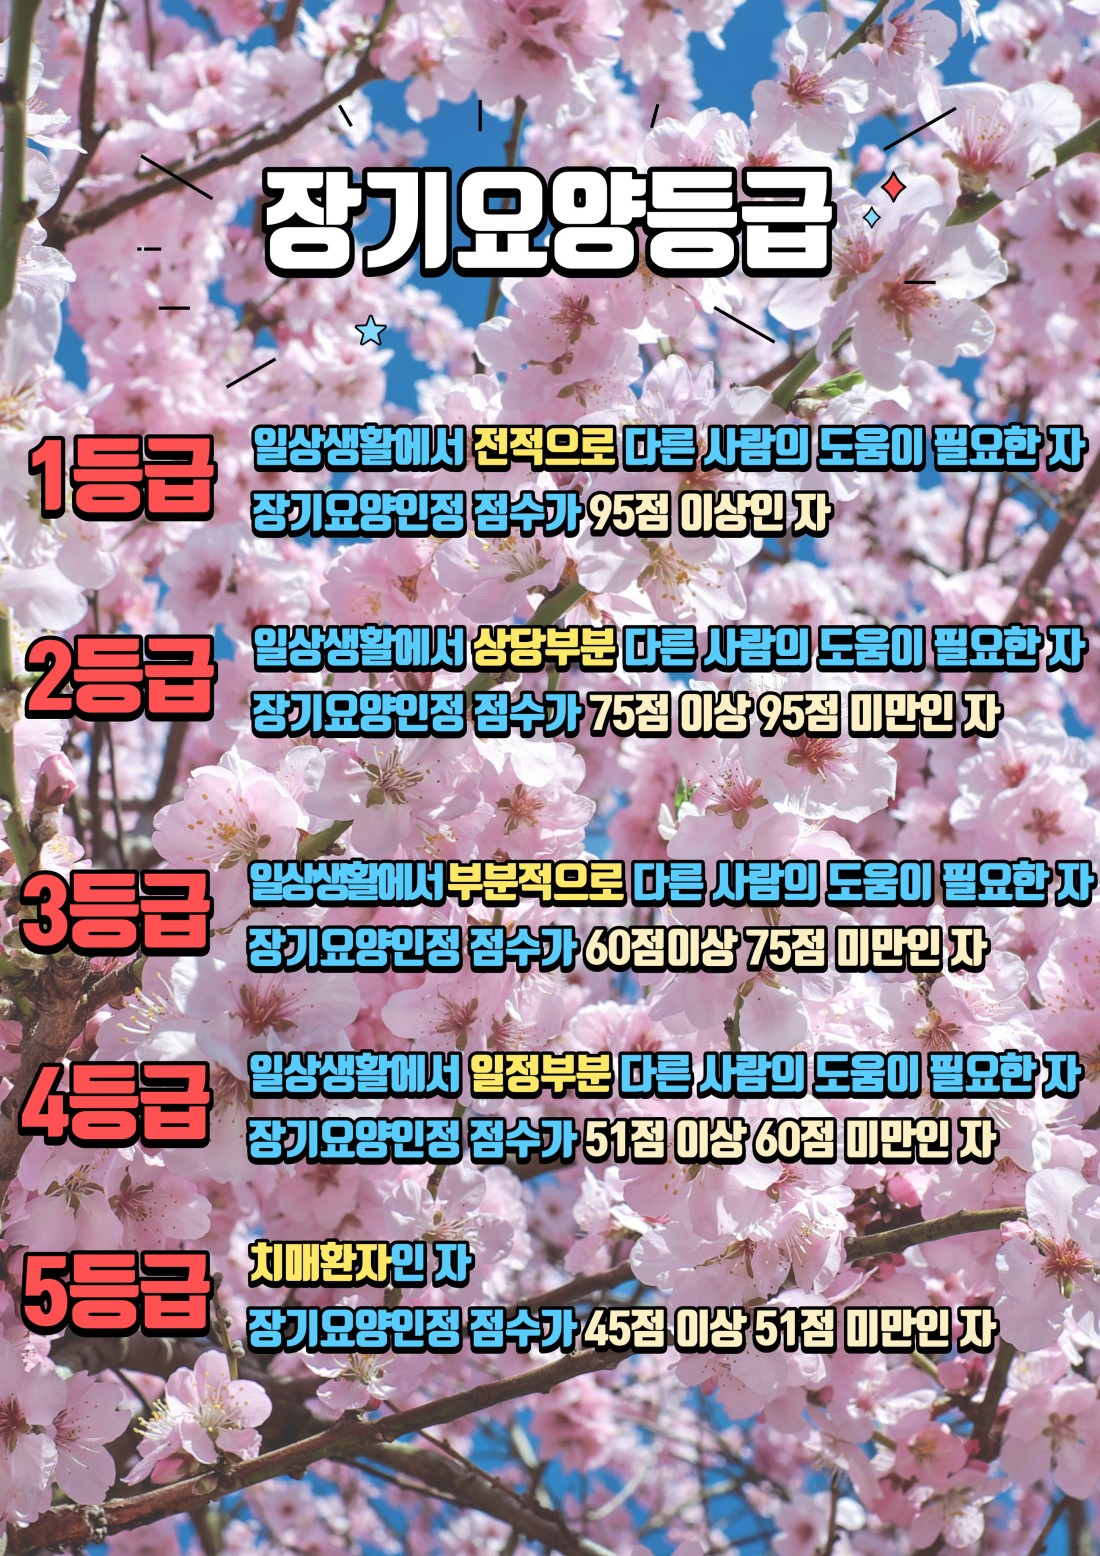 장기요양등급
1등급
일상생활에서 전적으로 다른 사람의 도움이 필요한 자
장기요양인정 점수가 95점 이상인 자
2등급
일상생활에서 상당부분 다른 사람의 도움이 필요한 자
장기요양인정 점수가 75점 이상 95점 미만인 자
3등급
일상생활에서 부분적으로 다른 사람의 도움이 필요한 자
장기요양인정 점수가 60점이상 75점 미만인 자
4등급
일상생활에서 일정부분 다른 사람의 도움이 필요한 자
장기요양인정 점수가 51점 이상 60점 미만인 자
5등급
치매환자인 자
장기요양인정 점수가 45점 이상 51점 미만인 자